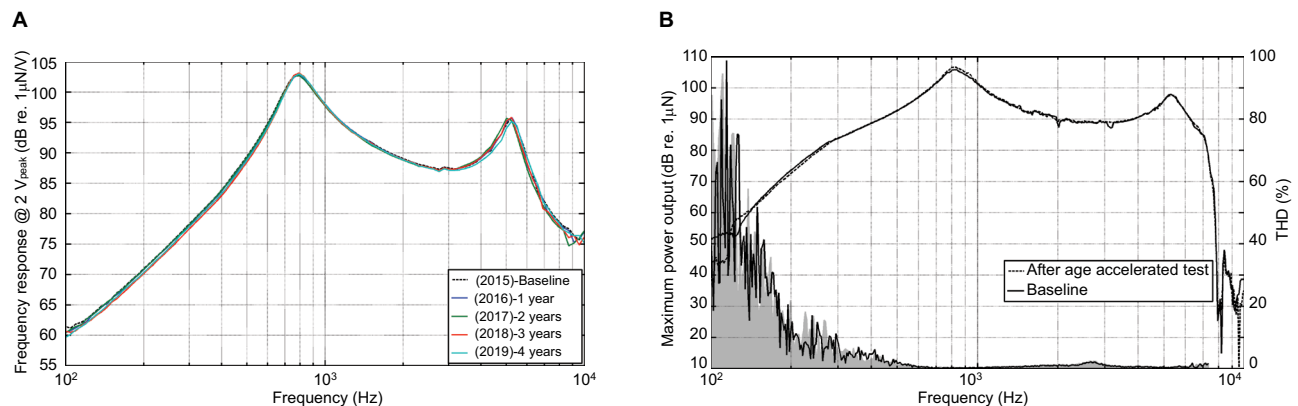 A
Frequency response @ 2 Vpeak (dB re. 1µN/V)
105
100
95
90
85
80
75
70
65
60
55
(2015)-Baseline
(2016)-1 year
(2017)-2 years
(2018)-3 years
(2019)-4 years
10² 10³ 10⁴
Frequency (Hz)
B
Maximum power output (dB re. 1µN)
110
100
90
80
70
60
50
40
30
20
10
After age accelerated test
Baseline
100
80
60
40
20
0
THD (%)
10² 10³ 10⁴
Frequency (Hz)